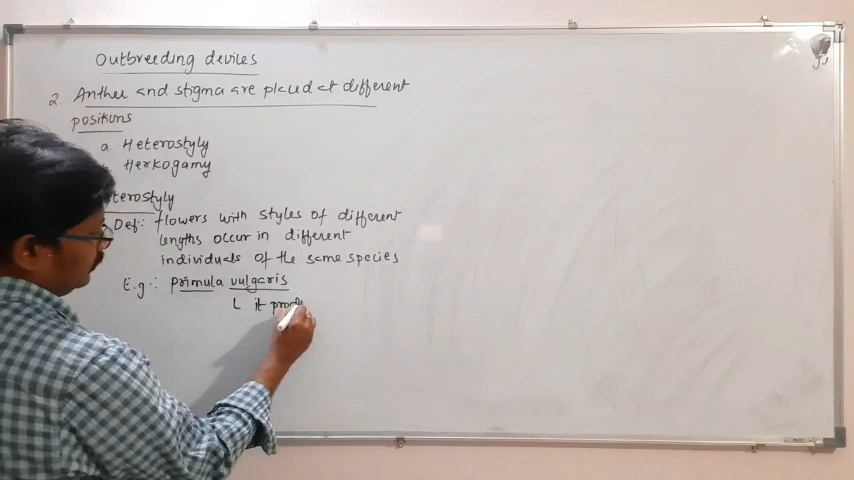 Outbreeding devices
2. Anther and stigma are placed at different
positions
a. Heterostyly
Herkogamy
terostyly
Def:- flowers with styles of different
lengths occur in different
individuals of the same species
E.g:- primula vulgaris
it prod